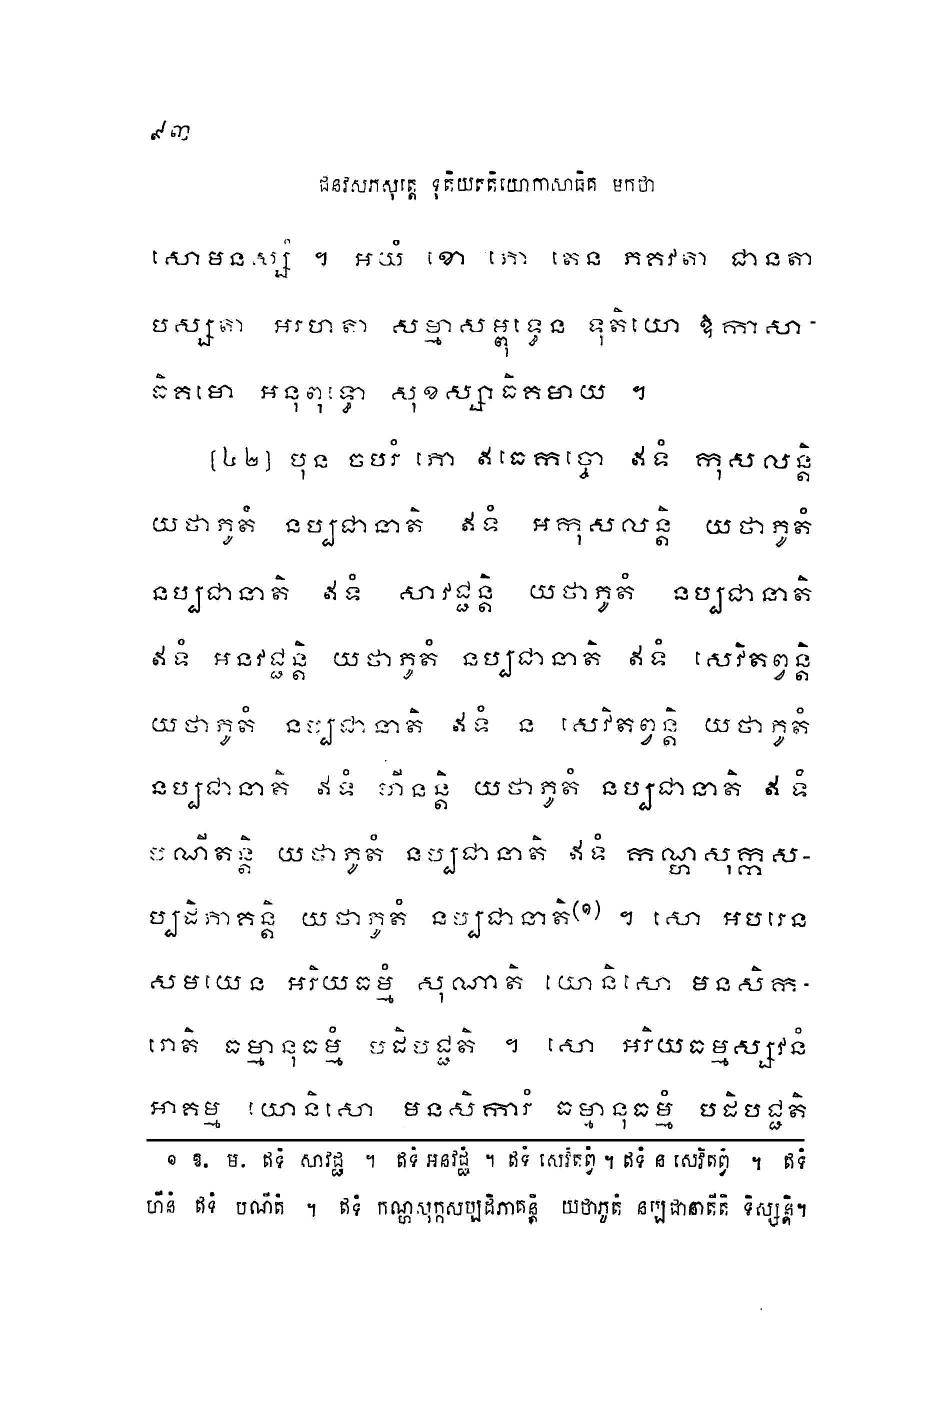 ៩៣
ជនវសភសុត្តេ ទុតិយតតិយោកាសាធិគ មកថា
សោមនស្សំ ។ អយំ ខោ ភោ តេន ភគវតា ជានតា
បស្សតា អរហតា សម្មាសម្ពុទ្ធេន ទុតិយោ ឱកាសា-
ធិគមោ អនុពុទ្ធោ សុខស្សាធិគមាយ ។
[៤២] បុន ចបរំ ភោ ឥធេកច្ចោ ឥទំ កុសលន្តិ
យថាភូតំ នប្បជានាតិ ឥទំ អកុសលន្តិ យថាភូតំ
នប្បជានាតិ ឥទំ សាវជ្ជន្តិ យថាភូតំ នប្បជានាតិ
ឥទំ អនវជ្ជន្តិ យថាភូតំ នប្បជានាតិ ឥទំ សេវិតព្វន្តិ
យថាភូតំ នប្បជានាតិ ឥទំ ន សេវិតព្វន្តិ យថាភូតំ
នប្បជានាតិ ឥទំ ហីនន្តិ យថាភូតំ នប្បជានាតិ ឥទំ
បណីតន្តិ យថាភូតំ នប្បជានាតិ ឥទំ កណ្ហសុក្កស-
ប្បដិភាគន្តិ យថាភូតំ នប្បជានាតិ(១) ។ សោ អបរេន
សមយេន អរិយធម្មំ សុណាតិ យោនិសោ មនសិក-
រោតិ ធម្មានុធម្មំ បដិបជ្ជតិ ។ សោ អរិយធម្មស្សវនំ
អាគម្ម យោនិសោ មនសិការំ ធម្មានុធម្មំ បដិបជ្ជតិ
១ ឱ. ម. ឥទំ សាវជ្ជំ ។ ឥទំ អនវជ្ជំ ។ ឥទំ សេវិតព្វំ ។ ឥទំ ន សេវិតព្វំ ។ ឥទំ
ហីនំ ឥទំ បណីតំ ។ ឥទំ កណ្ហសុក្កសប្បដិភាគន្តិ យថាភូតំ នប្បជានាតីតិ ទិស្សន្តិ។